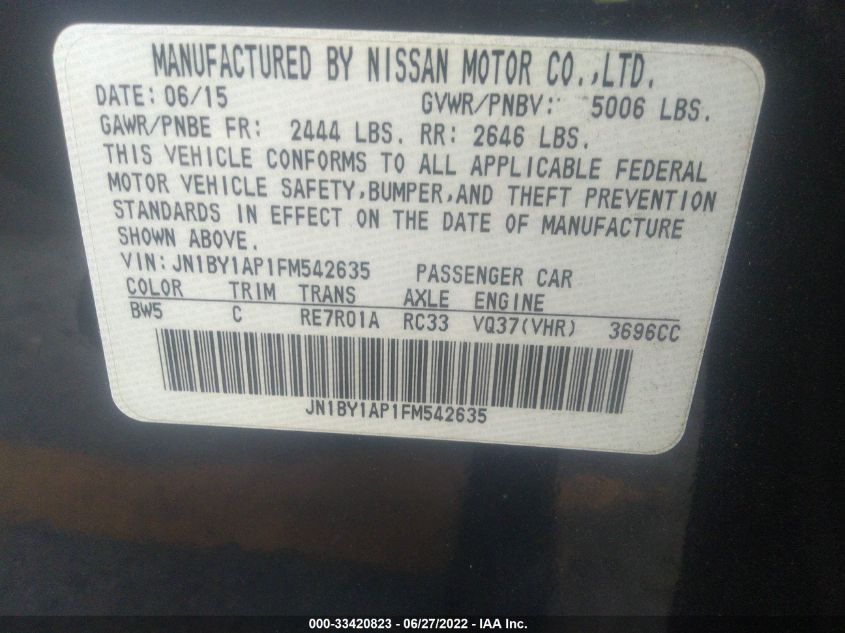 MANUFACTURED BY NISSAN MOTOR CO.,LTD.
DATE: 06/15 GVWR/PNBV: 5006 LBS.
GAWR/PNBE FR: 2444 LBS. RR: 2646 LBS.
THIS VEHICLE CONFORMS TO ALL APPLICABLE FEDERAL
MOTOR VEHICLE SAFETY,BUMPER,AND THEFT PREVENTION
STANDARDS IN EFFECT ON THE DATE OF MANUFACTURE
SHOWN ABOVE.
VIN: JN1BY1AP1FM542635 PASSENGER CAR
COLOR TRIM TRANS AXLE ENGINE
BW5 C RE7R01A RC33 VQ37(VHR) 3696CC
JN1BY1AP1FM542635
000-33420823 - 06/27/2022 - IAA Inc.